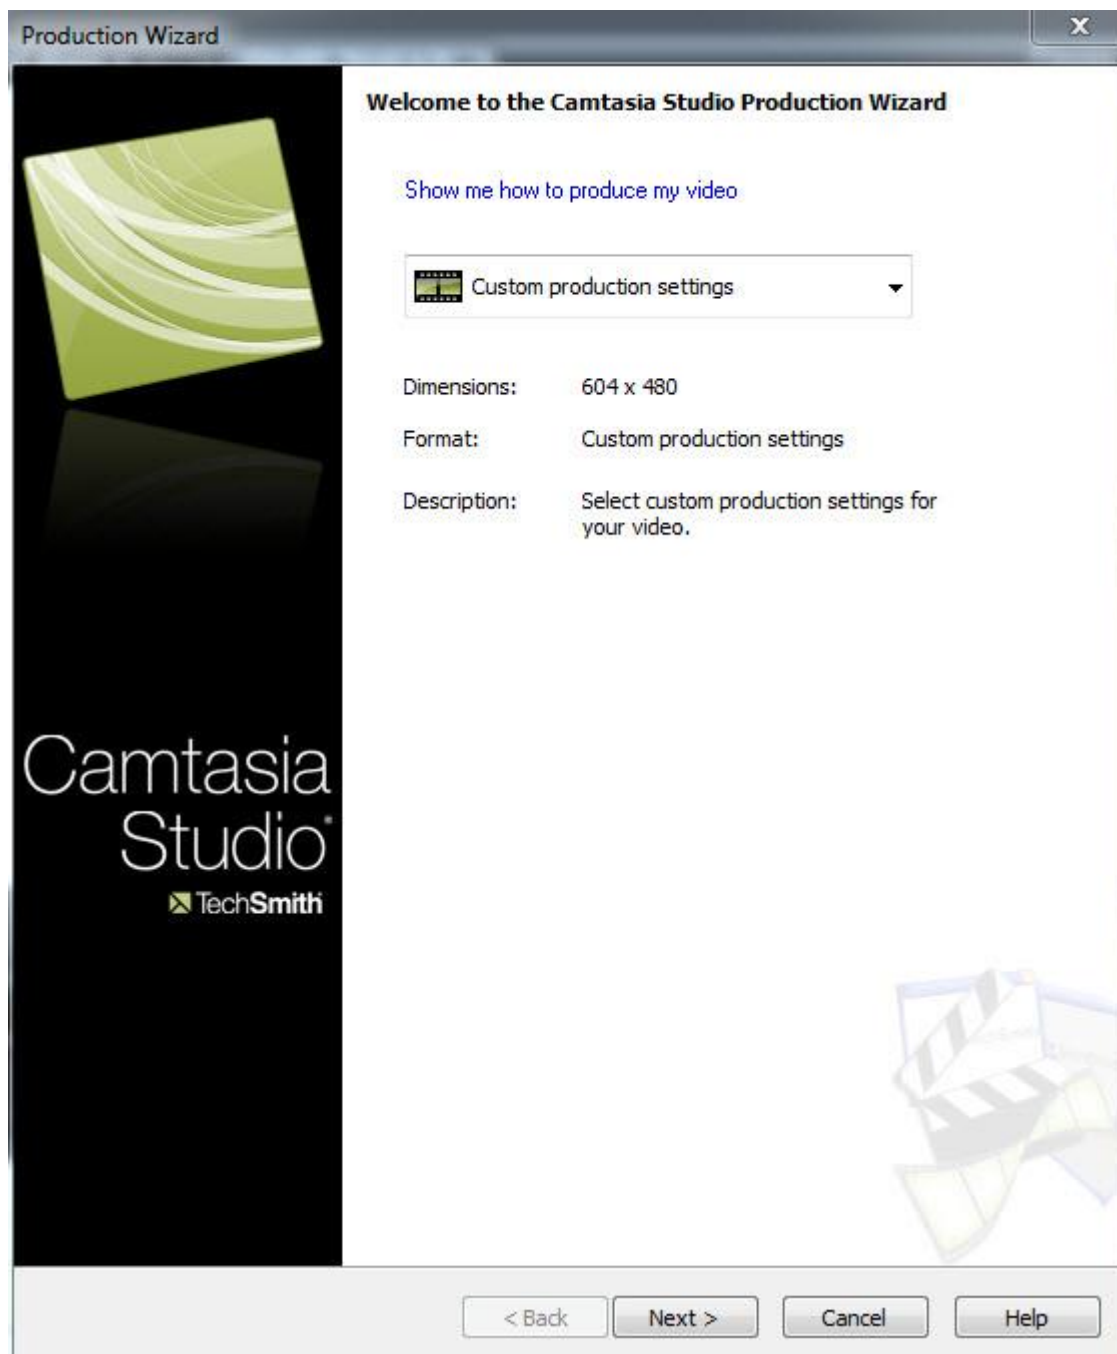 Production Wizard
Welcome to the Camtasia Studio Production Wizard
Show me how to produce my video
Custom production settings
Dimensions: 604 x 480
Format: Custom production settings
Description: Select custom production settings for
your video.
Camtasia
Studio®
TechSmith
< Back Next > Cancel Help